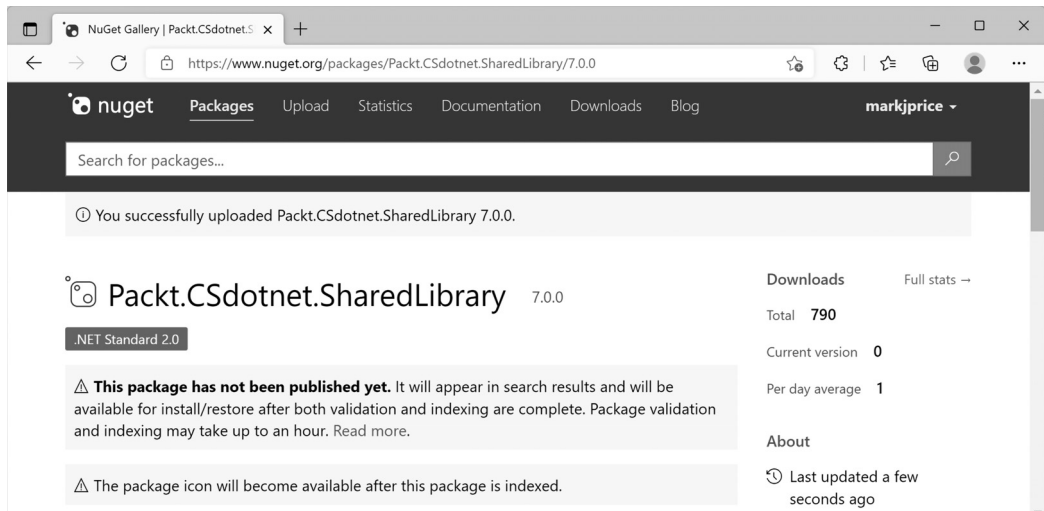 NuGet Gallery | Packt.CSdotnet.S
https://www.nuget.org/packages/Packt.CSdotnet.SharedLibrary/7.0.0
nuget Packages Upload Statistics Documentation Downloads Blog markjprice
Search for packages...
You successfully uploaded Packt.CSdotnet.SharedLibrary 7.0.0.
Packt.CSdotnet.SharedLibrary 7.0.0
.NET Standard 2.0
This package has not been published yet. It will appear in search results and will be
available for install/restore after both validation and indexing are complete. Package validation
and indexing may take up to an hour. Read more.
The package icon will become available after this package is indexed.
Downloads Full stats →
Total 790
Current version 0
Per day average 1
About
Last updated a few
seconds ago